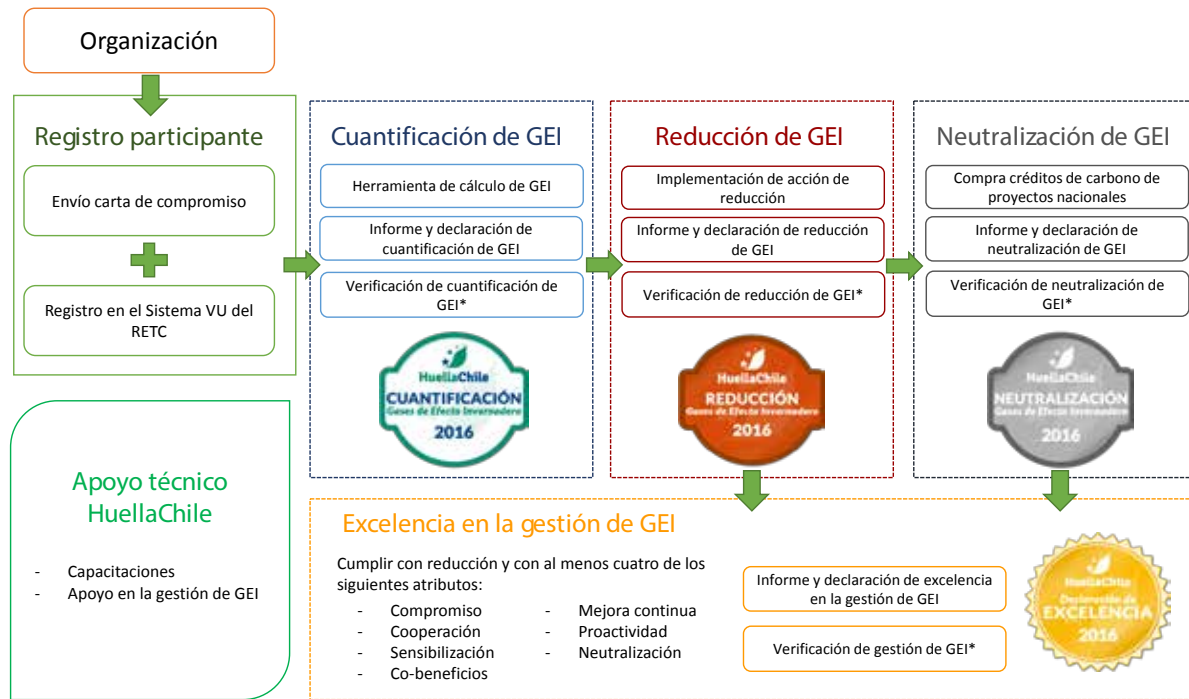 Organización
Registro participante
Envío carta de compromiso
Registro en el Sistema VU del
RETC
Cuantificación de GEI
Herramienta de cálculo de GEI
Informe y declaración de
cuantificación de GEI
Verificación de cuantificación de
GEI*
HuellaChile
CUANTIFICACIÓN
Gases de Efecto Invernadero
2016
Reducción de GEI
Implementación de acción de
reducción
Informe y declaración de reducción
de GEI
Verificación de reducción de GEI*
HuellaChile
REDUCCIÓN
Gases de Efecto Invernadero
2016
Neutralización de GEI
Compra créditos de carbono de
proyectos nacionales
Informe y declaración de
neutralización de GEI
Verificación de neutralización de
GEI*
HuellaChile
NEUTRALIZACIÓN
Gases de Efecto Invernadero
2016
Apoyo técnico
HuellaChile
- Capacitaciones
- Apoyo en la gestión de GEI
Excelencia en la gestión de GEI
Cumplir con reducción y con al menos cuatro de los
siguientes atributos:
- Compromiso
- Cooperación
- Sensibilización
- Co-beneficios
- Mejora continua
- Proactividad
- Neutralización
Informe y declaración de excelencia
en la gestión de GEI
Verificación de gestión de GEI*
HuellaChile
Declaración de
EXCELENCIA
2016